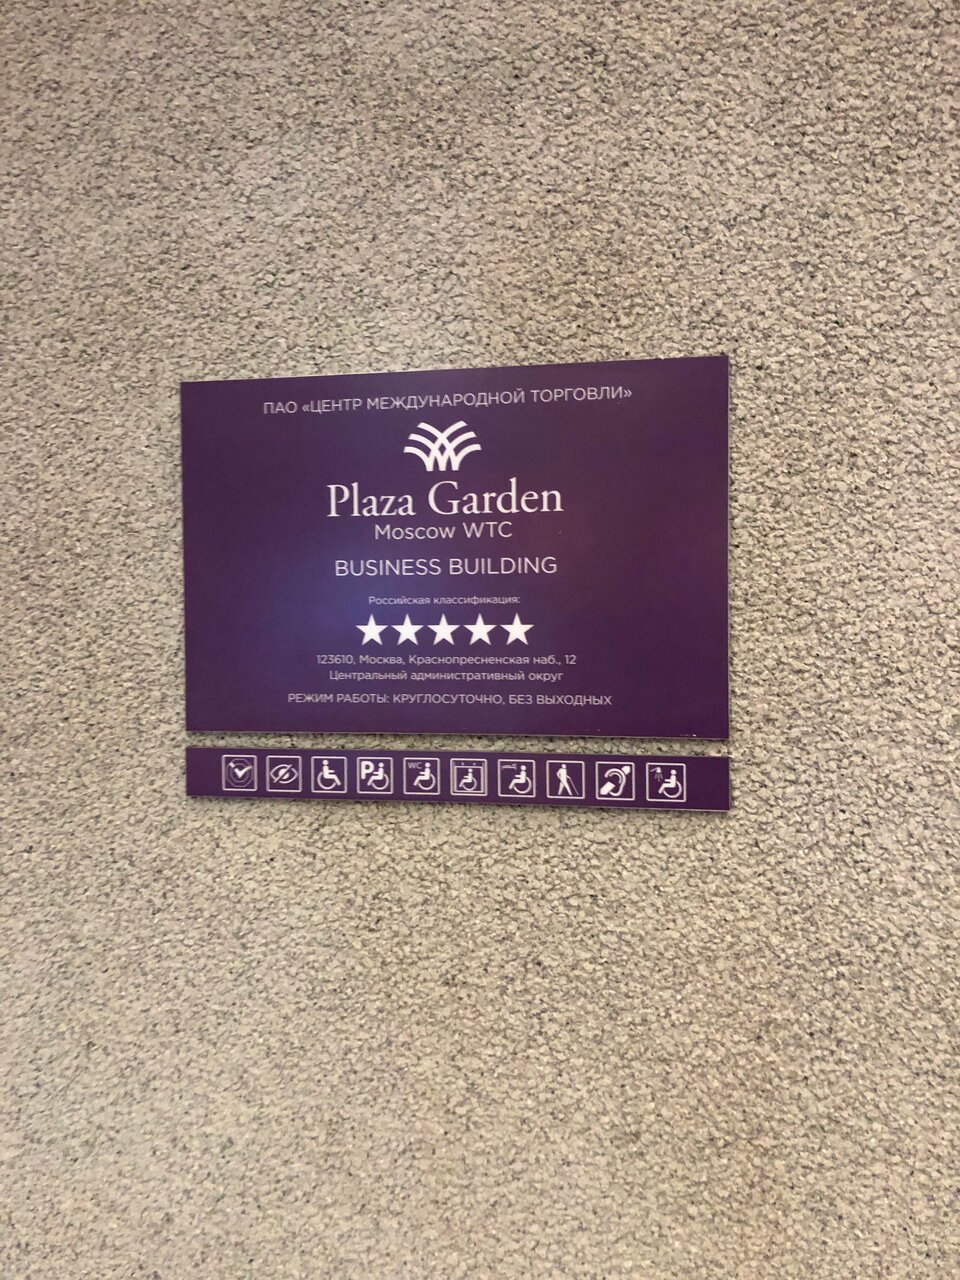 ПАО «ЦЕНТР МЕЖДУНАРОДНОЙ ТОРГОВЛИ»
Plaza Garden
Moscow WTC
BUSINESS BUILDING
Российская классификация:
123610, Москва, Краснопресненская наб., 12
Центральный административный округ
РЕЖИМ РАБОТЫ: КРУГЛОСУТОЧНО, БЕЗ ВЫХОДНЫХ
P WC